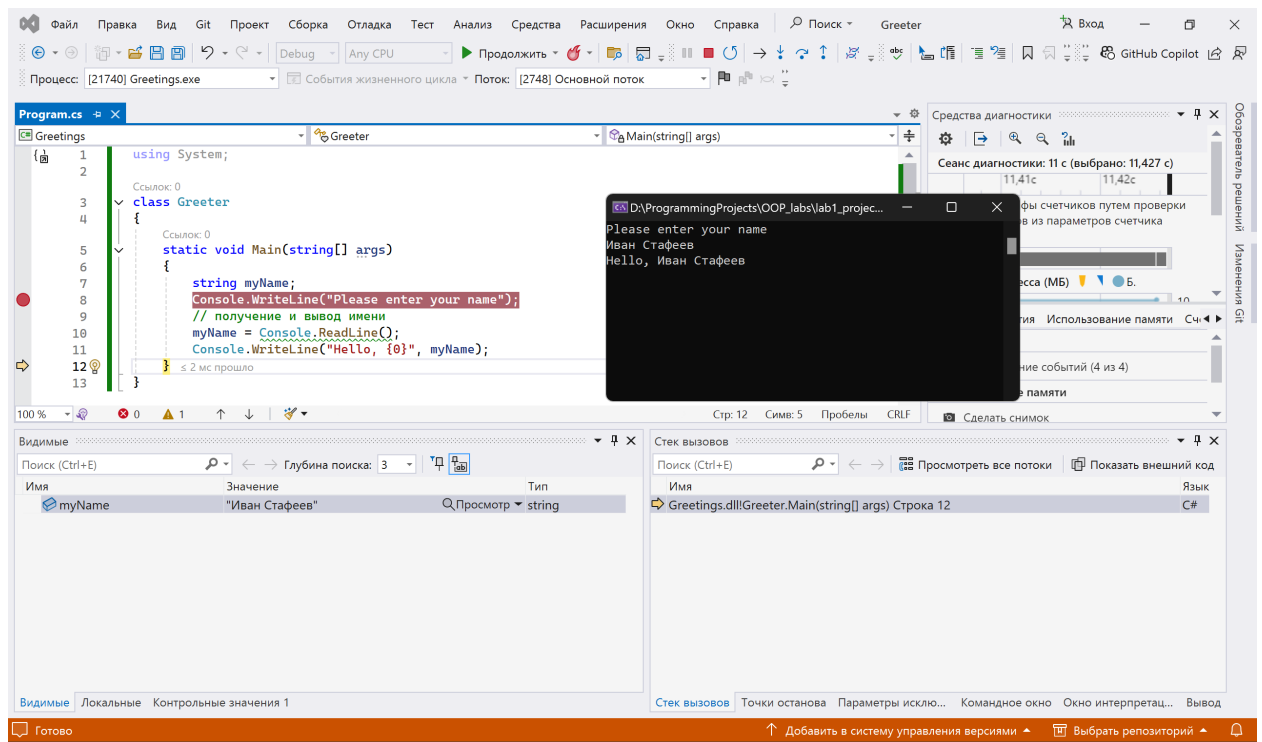 Файл Правка Вид Git Проект Сборка Отладка Тест Анализ Средства Расширения Окно Справка Поиск Greeter Вход
Debug Any CPU Продолжить abc GitHub Copilot
Процесс: [21740] Greetings.exe События жизненного цикла Поток: [2748] Основной поток
Program.cs
Greetings Greeter Main(string[] args)
1 using System;
2
Ссылок: 0
3 class Greeter
4 {
Ссылок: 0
5 static void Main(string[] args)
6 {
7 string myName;
8 Console.WriteLine("Please enter your name");
9 // получение и вывод имени
10 myName = Console.ReadLine();
11 Console.WriteLine("Hello, {0}", myName);
12 } ≤ 2 мс прошло
13 }
100 % 0 1 Стр: 12 Симв: 5 Пробелы CRLF
D:\ProgrammingProjects\OOP_labs\lab1_projec...
Please enter your name
Иван Стафеев
Hello, Иван Стафеев
Средства диагностики
Сеанс диагностики: 11 с (выбрано: 11,427 с)
11,41с 11,42с
фы счетчиков путем проверки
в из параметров счетчика
есса (МБ) Б.
10
тия Использование памяти Сч
ние событий (4 из 4)
е памяти
Сделать снимок
Обозреватель решений
Изменения Git
Видимые
Поиск (Ctrl+E) Глубина поиска: 3
Имя Значение Тип
myName "Иван Стафеев" Просмотр string
Видимые Локальные Контрольные значения 1
Стек вызовов
Поиск (Ctrl+E) Просмотреть все потоки Показать внешний код
Имя Язык
Greetings.dll!Greeter.Main(string[] args) Строка 12 C#
Стек вызовов Точки останова Параметры исклю... Командное окно Окно интерпретац... Вывод
Готово Добавить в систему управления версиями Выбрать репозиторий